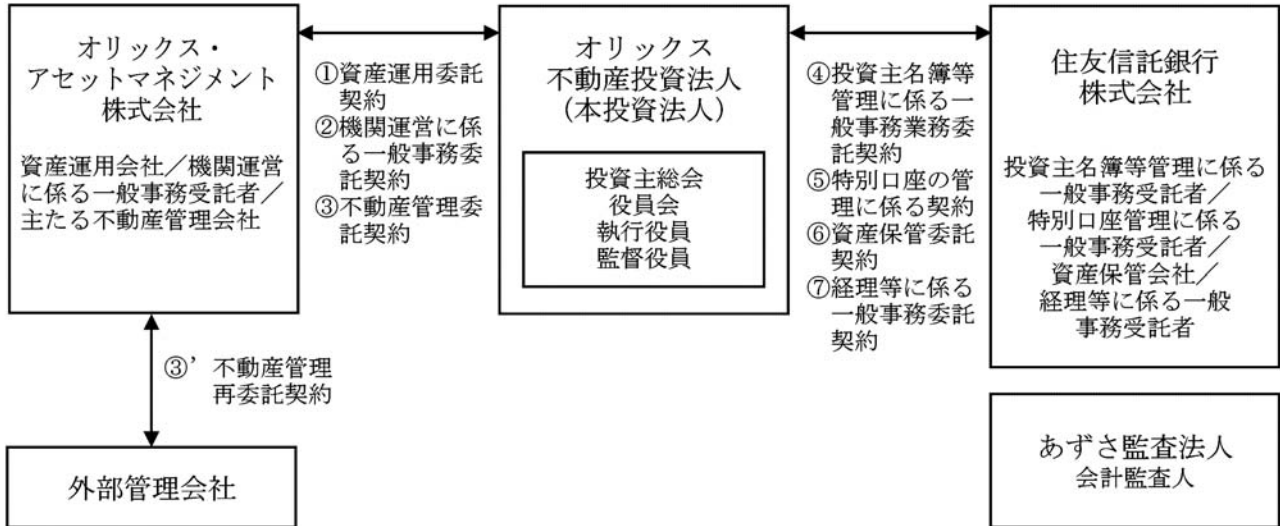 オリックス・
アセットマネジメント
株式会社
資産運用会社／機関運営
に係る一般事務受託者／
主たる不動産管理会社
①資産運用委託
契約
②機関運営に係
る一般事務委
託契約
③不動産管理委
託契約
オリックス
不動産投資法人
（本投資法人）
投資主総会
役員会
執行役員
監督役員
④投資主名簿等
管理に係る一
般事務業務委
託契約
⑤特別口座の管
理に係る契約
⑥資産保管委託
契約
⑦経理等に係る
一般事務委託
契約
住友信託銀行
株式会社
投資主名簿等管理に係る
一般事務受託者／
特別口座管理に係る
一般事務受託者／
資産保管会社／
経理等に係る一般
事務受託者
③’ 不動産管理
再委託契約
外部管理会社
あずさ監査法人
会計監査人